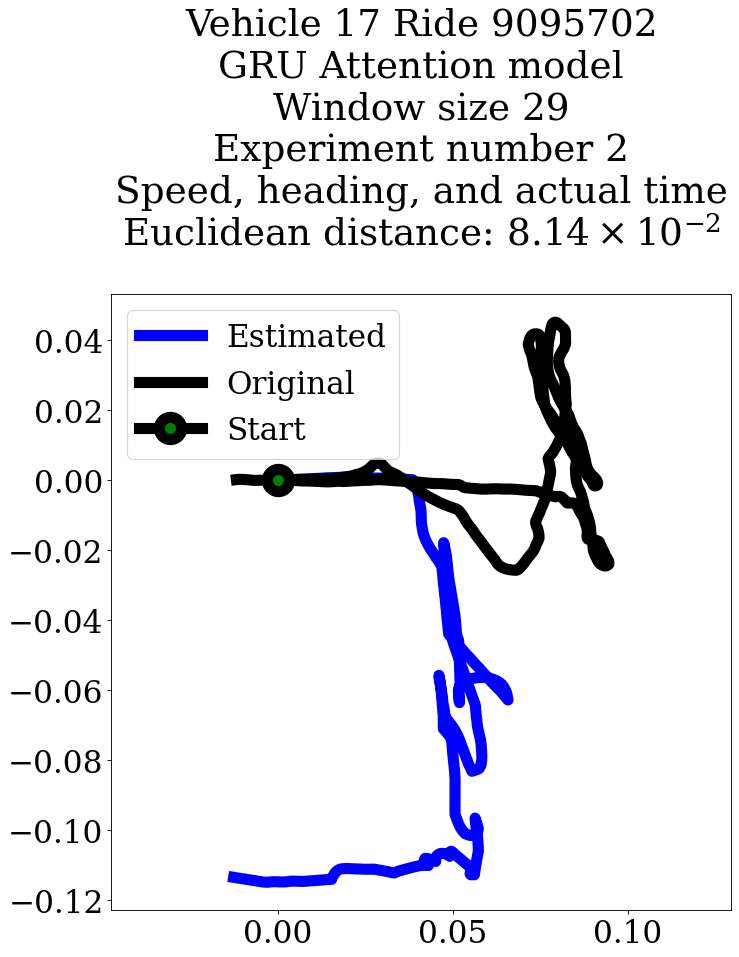 Vehicle 17 Ride 9095702
GRU Attention model
Window size 29
Experiment number 2
Speed, heading, and actual time
Euclidean distance: 8.14 × 10⁻²
Estimated
Original
Start
0.04
0.02
0.00
−0.02
−0.04
−0.06
−0.08
−0.10
−0.12
0.00 0.05 0.10